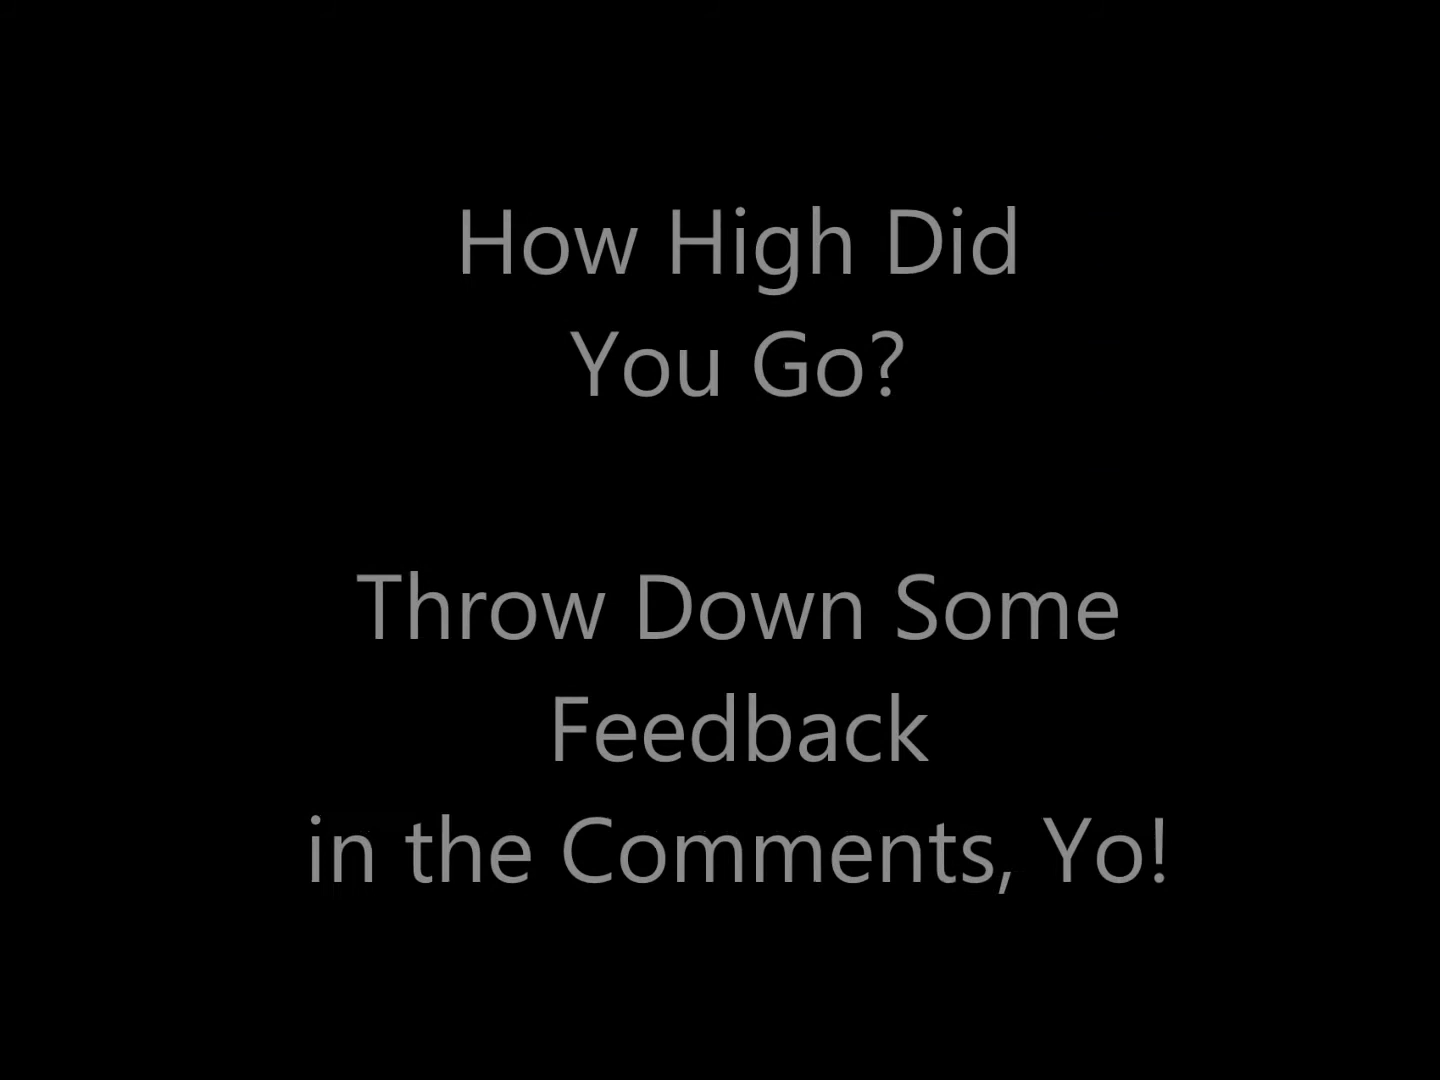 How High Did
You Go?
Throw Down Some
Feedback
in the Comments, Yo!